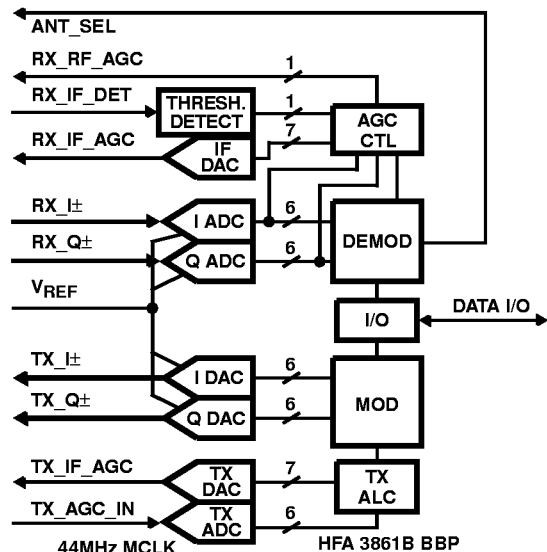 ANT_SEL
RX_RF_AGC
1
RX_IF_DET
THRESH.
DETECT
1
AGC
CTL
RX_IF_AGC
IF
DAC
7
RX_I±
I ADC
6
DEMOD
RX_Q±
Q ADC
6
VREF
I/O
DATA I/O
TX_I±
I DAC
6
MOD
TX_Q±
Q DAC
6
TX_IF_AGC
TX
DAC
7
TX
ALC
TX_AGC_IN
TX
ADC
6
44MHz MCLK
HFA 3861B BBP